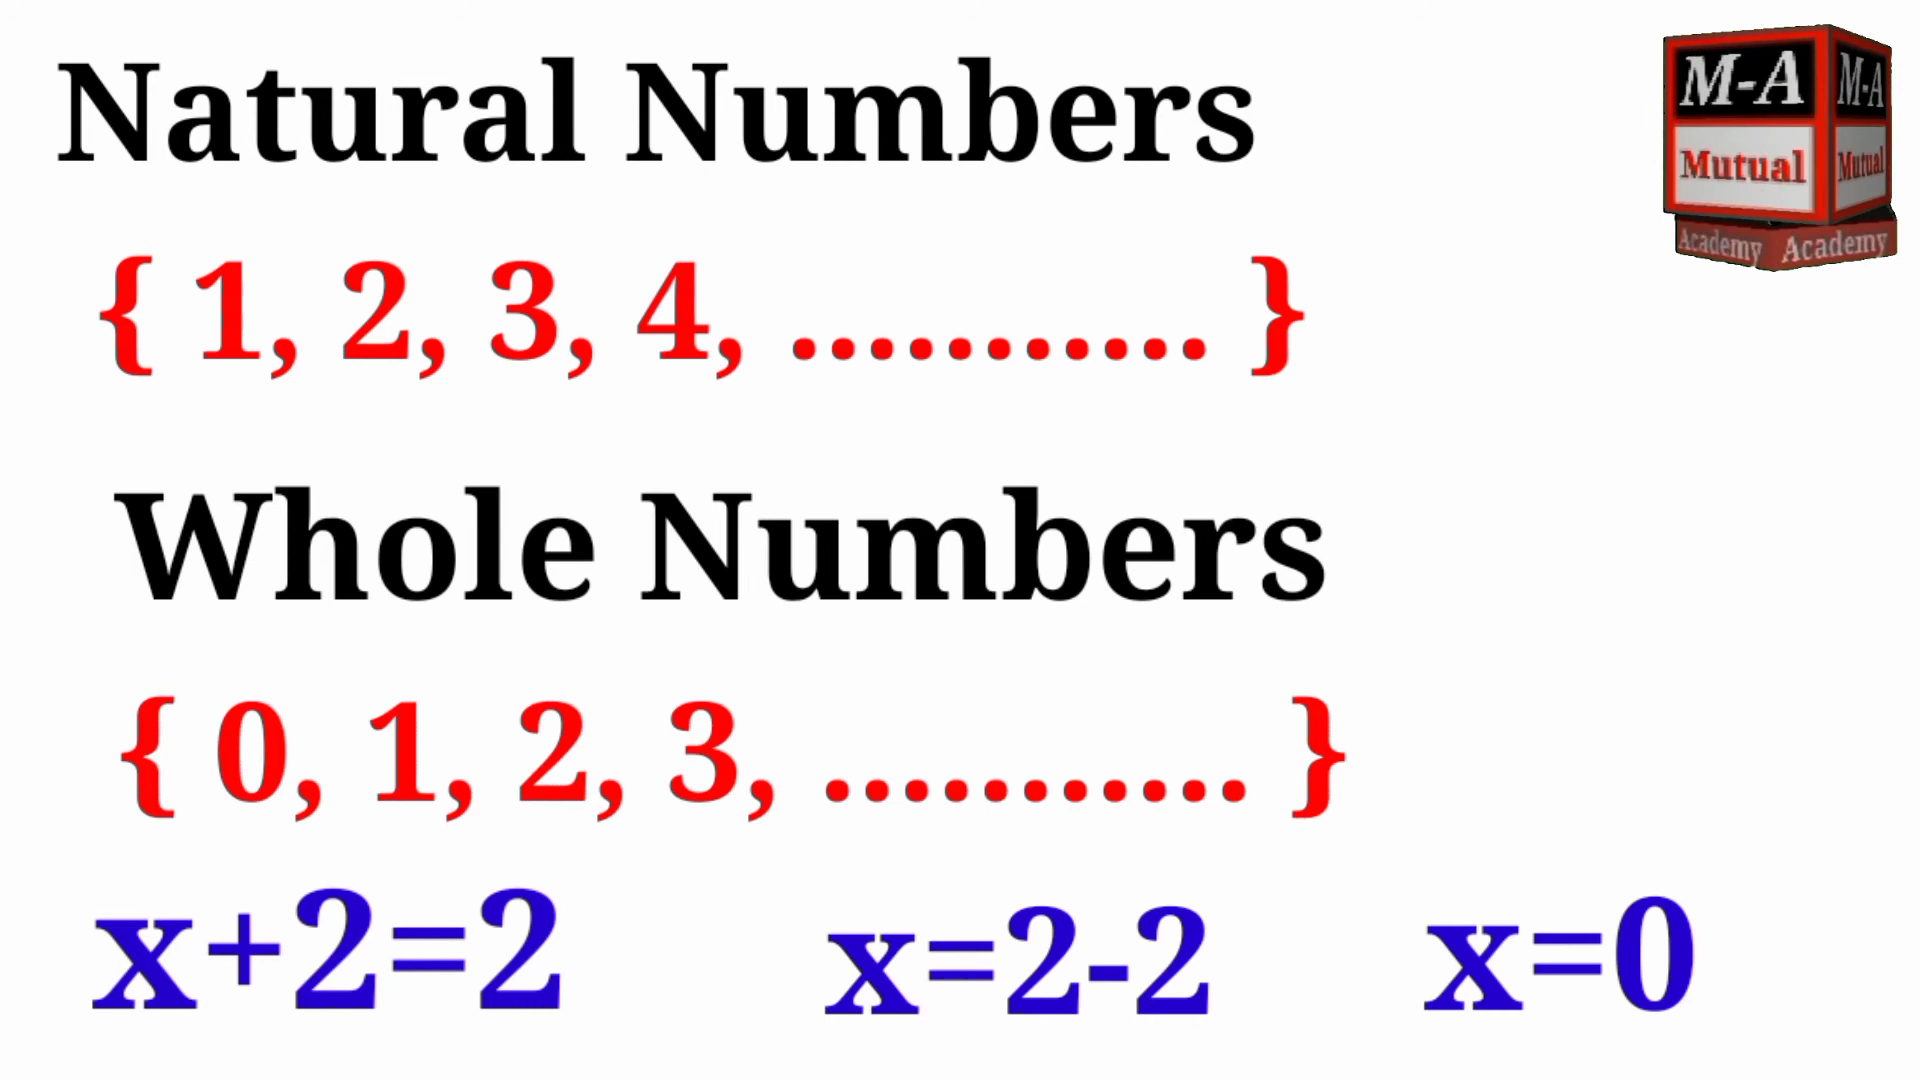 Natural Numbers
{ 1, 2, 3, 4, ........... }
Whole Numbers
{ 0, 1, 2, 3, ........... }
x+2=2 x=2-2 x=0
M-A M-A
Mutual Mutual
Academy Academy